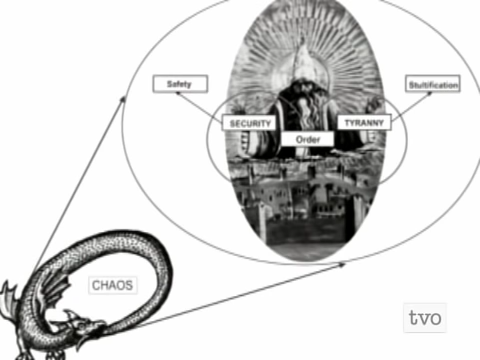 Safety
Stultification
SECURITY
TYRANNY
Order
CHAOS
tvo